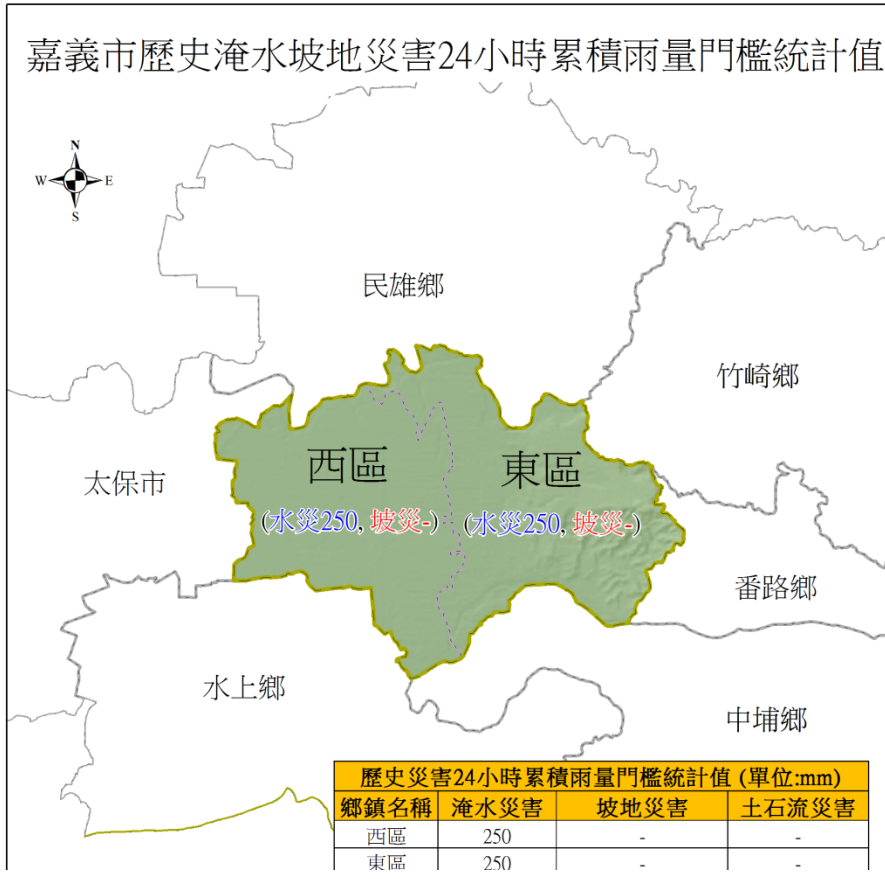 嘉義市歷史淹水坡地災害24小時累積雨量門檻統計值
N
W E
S
民雄鄉
竹崎鄉
西區
東區
太保市
(水災250, 坡災-)
(水災250, 坡災-)
番路鄉
水上鄉
中埔鄉
歷史災害24小時累積雨量門檻統計值 (單位:mm)
鄉鎮名稱 淹水災害 坡地災害 土石流災害
西區 250 - -
東區 250 - -